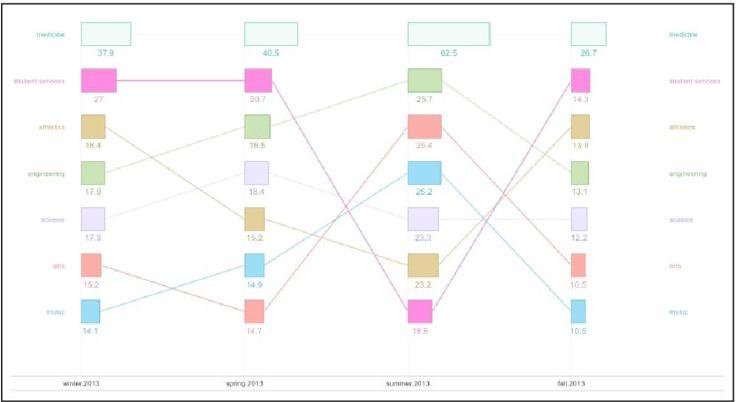 medicine
37.9
40.5
62.5
26.7
medicine
student services
27
20.7
14.3
student services
athletics
18.4
19.5
25.4
13.9
athletics
25.7
engineering
17.9
18.4
25.2
13.1
engineering
science
17.8
15.2
23.3
12.2
science
arts
15.2
14.9
23.2
10.5
arts
music
14.1
14.7
18.6
10.5
music
winter.2013
spring.2013
summer.2013
fall.2013